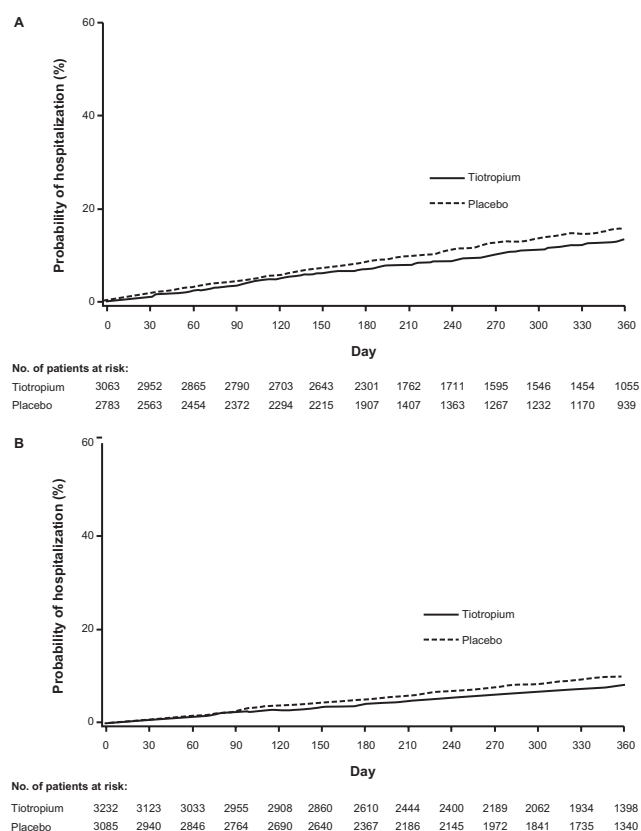 A
Probability of hospitalization (%)
60
40
20
0
Tiotropium
Placebo
0 30 60 90 120 150 180 210 240 270 300 330 360
Day
No. of patients at risk:
Tiotropium 3063 2952 2865 2790 2703 2643 2301 1762 1711 1595 1546 1454 1055
Placebo 2783 2563 2454 2372 2294 2215 1907 1407 1363 1267 1232 1170 939
B
Probability of hospitalization (%)
60
40
20
0
Tiotropium
Placebo
0 30 60 90 120 150 180 210 240 270 300 330 360
Day
No. of patients at risk:
Tiotropium 3232 3123 3033 2955 2908 2860 2610 2444 2400 2189 2062 1934 1398
Placebo 3085 2940 2846 2764 2690 2640 2367 2186 2145 1972 1841 1735 1340